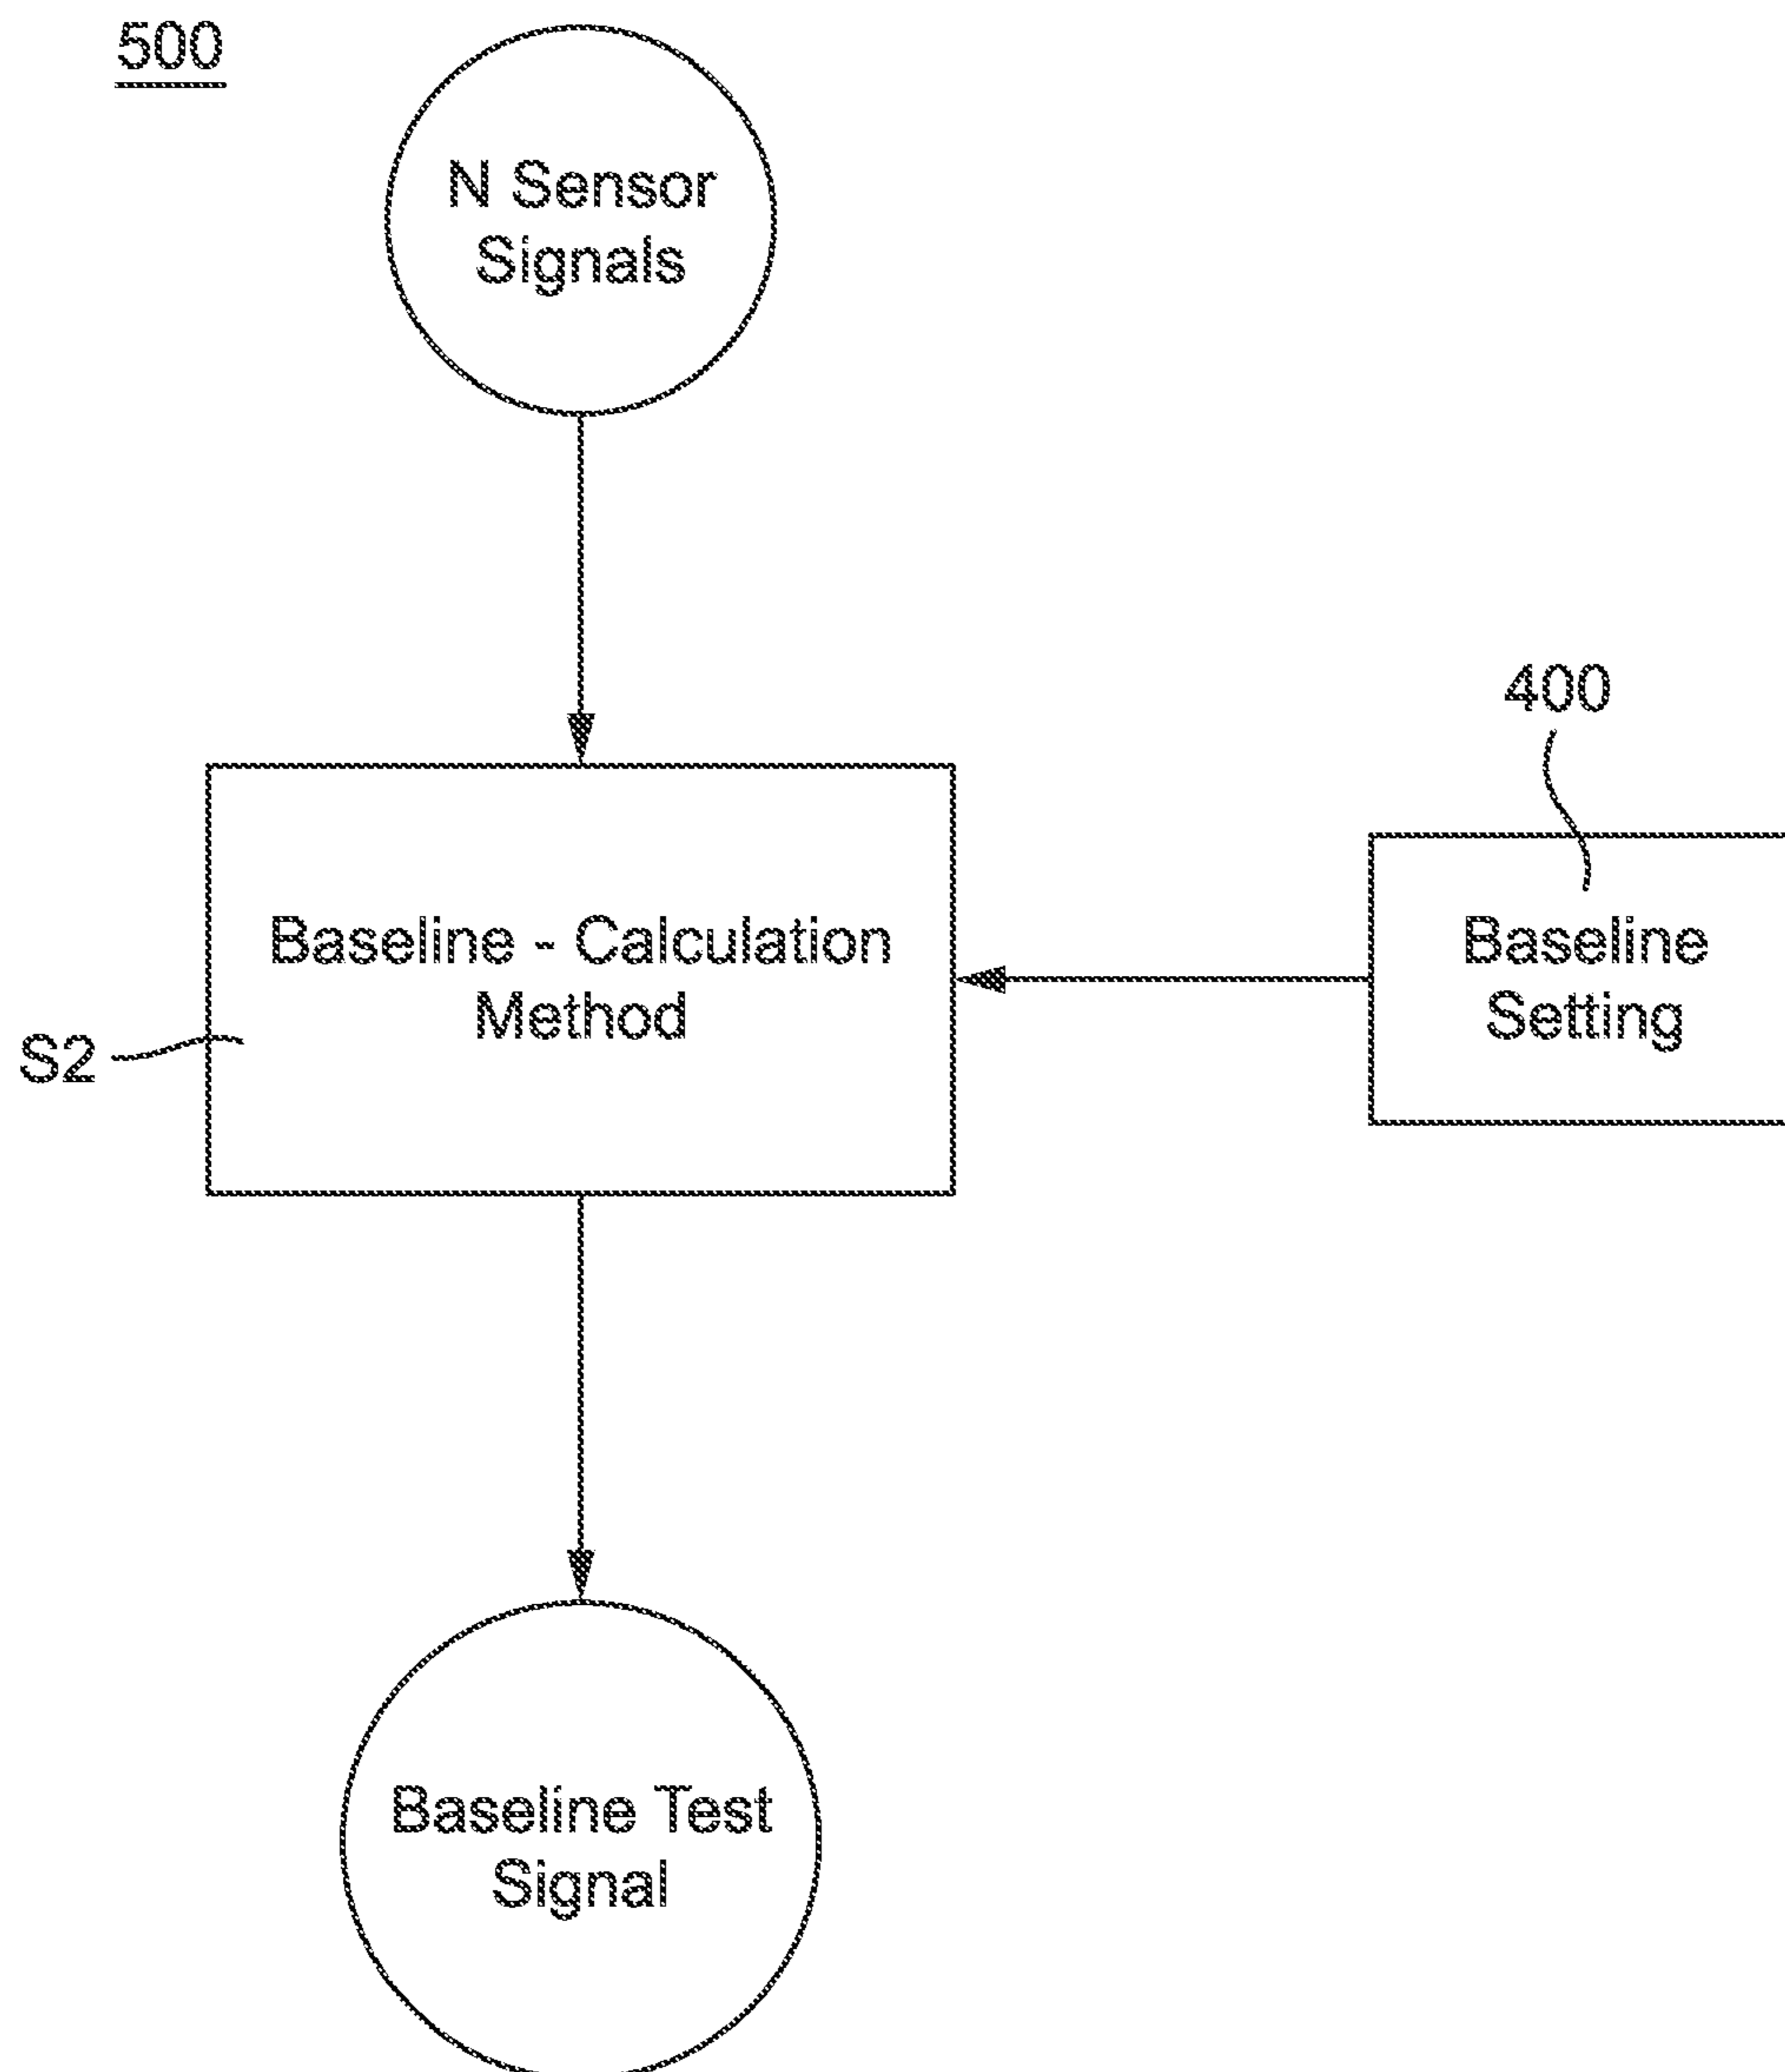 500
N Sensor
Signals
400
Baseline - Calculation
Method
Baseline
Setting
S2
Baseline Test
Signal